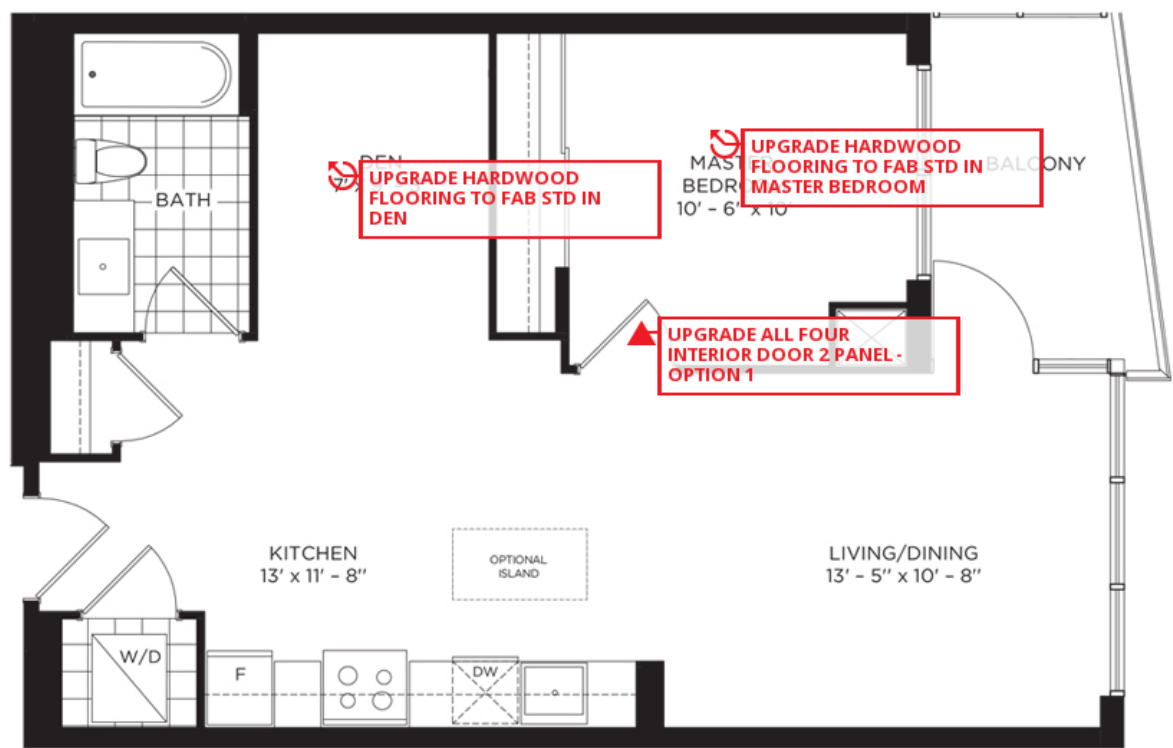 DEN
UPGRADE HARDWOOD
FLOORING TO FAB STD IN
DEN
MASTER
10' - 6" x 10'
UPGRADE HARDWOOD
FLOORING TO FAB STD IN
MASTER BEDROOM
BALCONY
BATH
UPGRADE ALL FOUR
INTERIOR DOOR 2 PANEL -
OPTION 1
KITCHEN
13' x 11' - 8"
OPTIONAL
ISLAND
LIVING/DINING
13' - 5" x 10' - 8"
W/D
F
DW